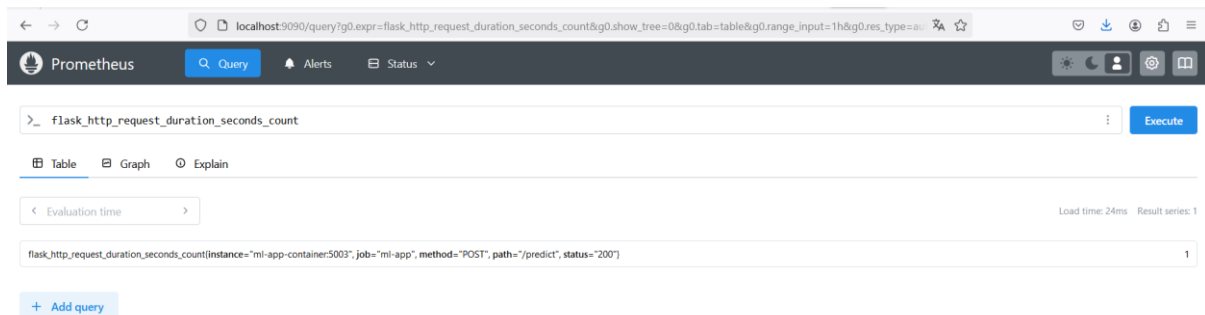 localhost:9090/query?g0.expr=flask_http_request_duration_seconds_count&g0.show_tree=0&g0.tab=table&g0.range_input=1h&g0.res_type=au
Prometheus Query Alerts Status
>_ flask_http_request_duration_seconds_count Execute
Table Graph Explain
Evaluation time Load time: 24ms Result series: 1
flask_http_request_duration_seconds_count{instance="ml-app-container:5003", job="ml-app", method="POST", path="/predict", status="200"} 1
+ Add query